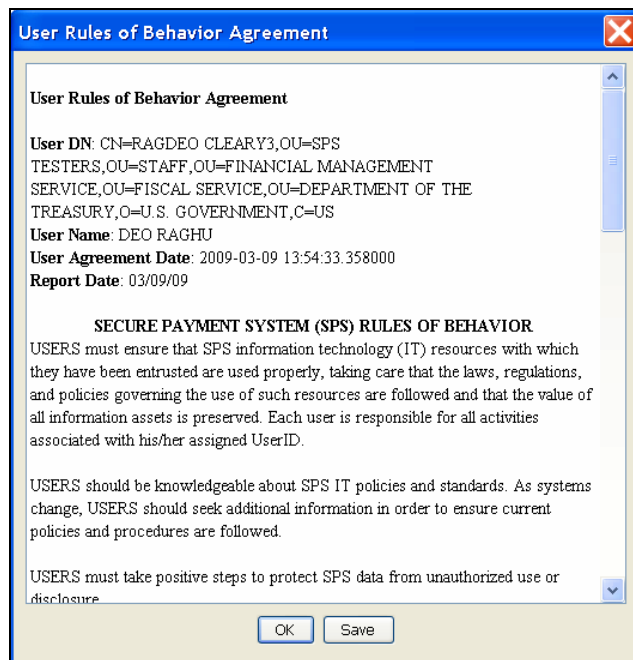 User Rules of Behavior Agreement
User Rules of Behavior Agreement
User DN: CN=RAGDEO CLEARY3,OU=SPS
TESTERS,OU=STAFF,OU=FINANCIAL MANAGEMENT
SERVICE,OU=FISCAL SERVICE,OU=DEPARTMENT OF THE
TREASURY,O=U.S. GOVERNMENT,C=US
User Name: DEO RAGHU
User Agreement Date: 2009-03-09 13:54:33.358000
Report Date: 03/09/09
SECURE PAYMENT SYSTEM (SPS) RULES OF BEHAVIOR
USERS must ensure that SPS information technology (IT) resources with which
they have been entrusted are used properly, taking care that the laws, regulations,
and policies governing the use of such resources are followed and that the value of
all information assets is preserved. Each user is responsible for all activities
associated with his/her assigned UserID.
USERS should be knowledgeable about SPS IT policies and standards. As systems
change, USERS should seek additional information in order to ensure current
policies and procedures are followed.
USERS must take positive steps to protect SPS data from unauthorized use or
disclosure
OK
Save